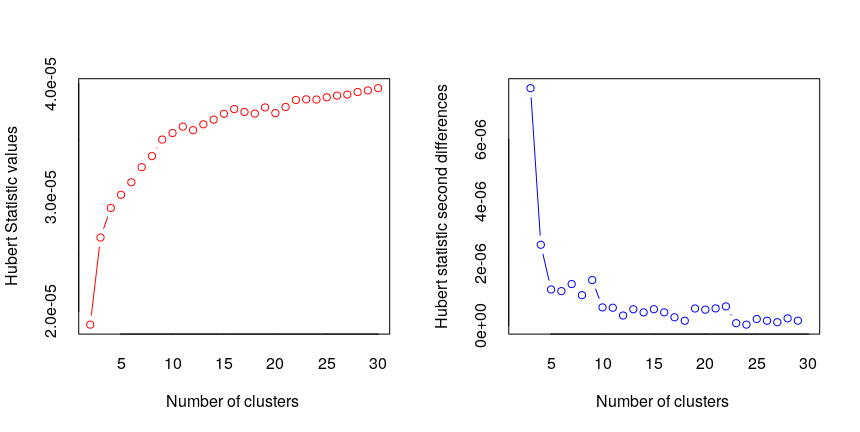 Hubert Statistic values
4.0e-05
3.0e-05
2.0e-05
5 10 15 20 25 30
Number of clusters
Hubert statistic second differences
6e-06
4e-06
2e-06
0e+00
5 10 15 20 25 30
Number of clusters